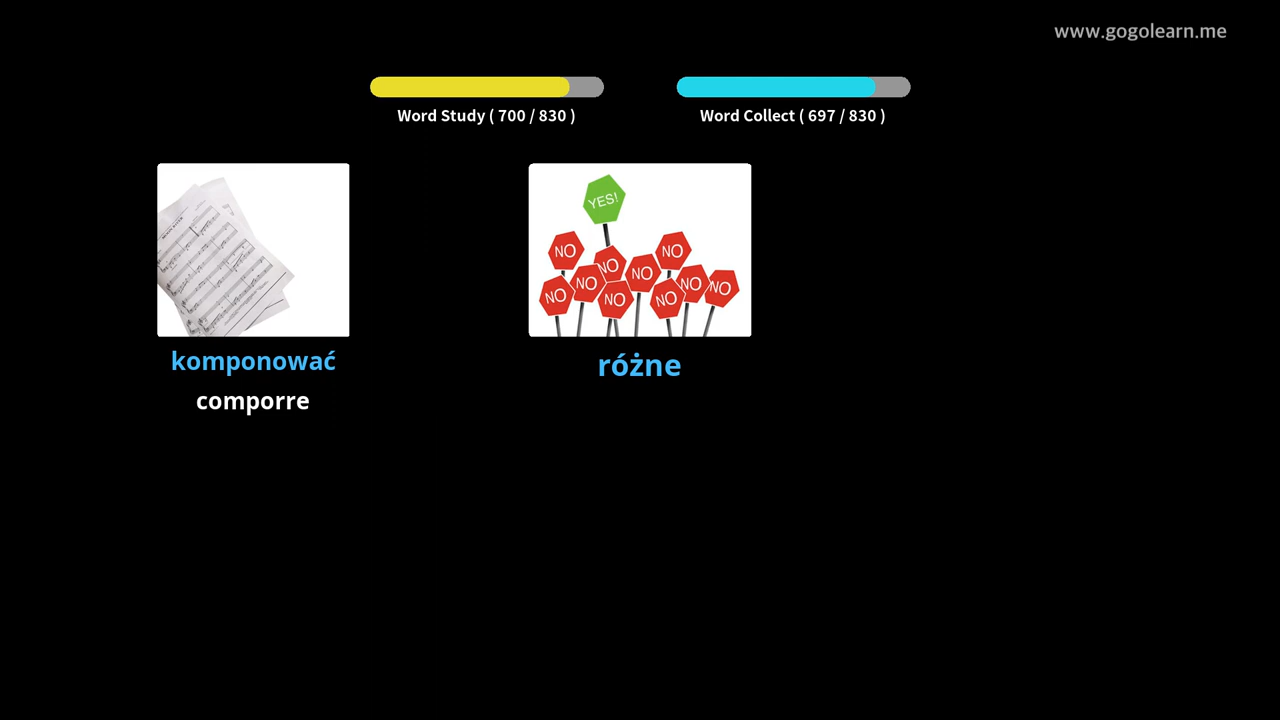 www.gogolearn.me
Word Study ( 700 / 830 )
Word Collect ( 697 / 830 )
YES!
NO
NO
NO
NO
NO
NO
NO
NO
NO
NO
komponować
comporre
różne